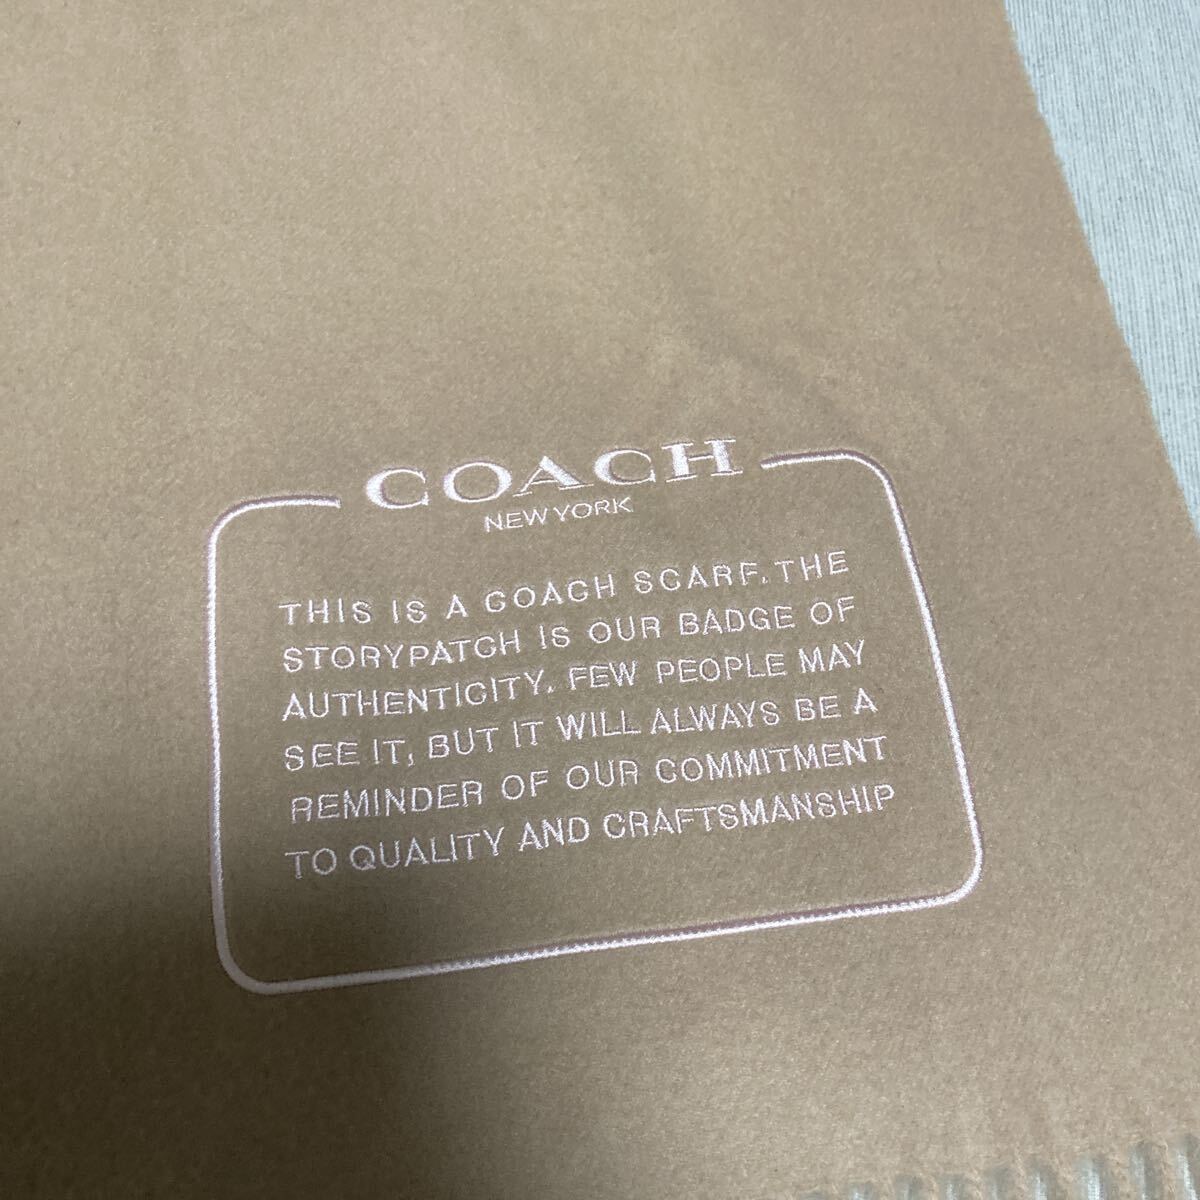 COACH
NEW YORK
THIS IS A COACH SCARF. THE
STORYPATCH IS OUR BADGE OF
AUTHENTICITY. FEW PEOPLE MAY
SEE IT, BUT IT WILL ALWAYS BE A
REMINDER OF OUR COMMITMENT
TO QUALITY AND CRAFTSMANSHIP